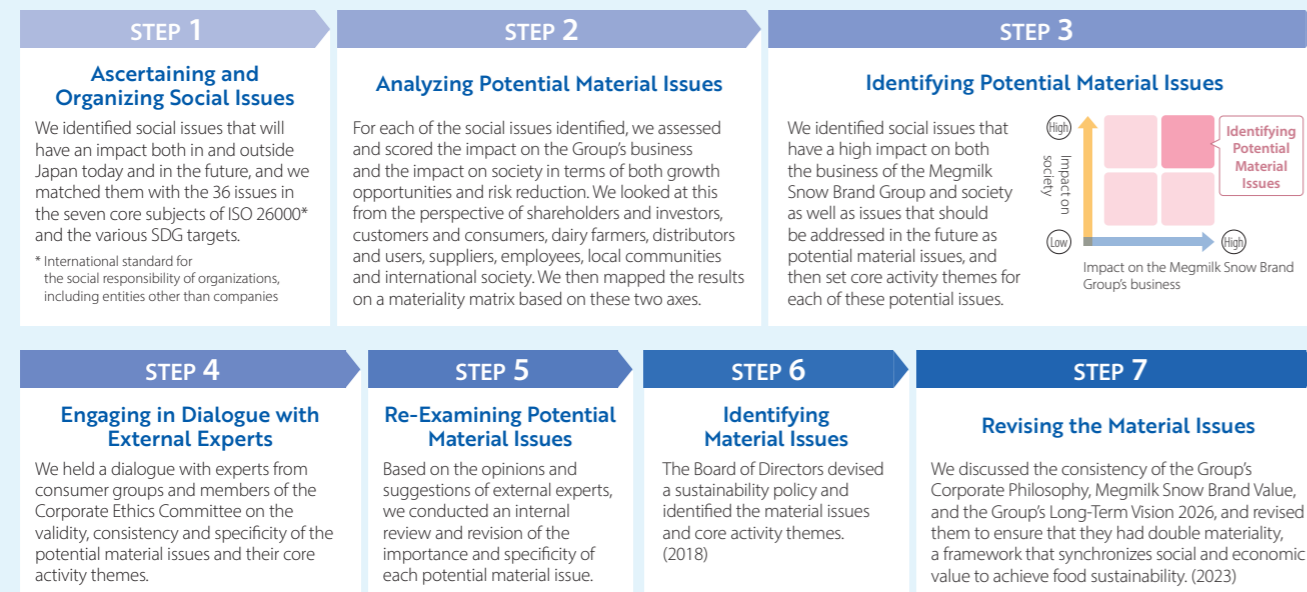 STEP 1
Ascertaining and
Organizing Social Issues
We identified social issues that will
have an impact both in and outside
Japan today and in the future, and we
matched them with the 36 issues in
the seven core subjects of ISO 26000*
and the various SDG targets.
* International standard for
the social responsibility of organizations,
including entities other than companies
STEP 2
Analyzing Potential Material Issues
For each of the social issues identified, we assessed
and scored the impact on the Group's business
and the impact on society in terms of both growth
opportunities and risk reduction. We looked at this
from the perspective of shareholders and investors,
customers and consumers, dairy farmers, distributors
and users, suppliers, employees, local communities
and international society. We then mapped the results
on a materiality matrix based on these two axes.
STEP 3
Identifying Potential Material Issues
We identified social issues that
have a high impact on both
the business of the Megmilk
Snow Brand Group and society
as well as issues that should
be addressed in the future as
potential material issues, and
then set core activity themes for
each of these potential issues.
High
Impact on
society
Low
High
Identifying
Potential
Material
Issues
Impact on the Megmilk Snow Brand
Group's business
STEP 4
Engaging in Dialogue with
External Experts
We held a dialogue with experts from
consumer groups and members of the
Corporate Ethics Committee on the
validity, consistency and specificity of the
potential material issues and their core
activity themes.
STEP 5
Re-Examining Potential
Material Issues
Based on the opinions and
suggestions of external experts,
we conducted an internal
review and revision of the
importance and specificity of
each potential material issue.
STEP 6
Identifying
Material Issues
The Board of Directors devised
a sustainability policy and
identified the material issues
and core activity themes.
(2018)
STEP 7
Revising the Material Issues
We discussed the consistency of the Group's
Corporate Philosophy, Megmilk Snow Brand Value,
and the Group's Long-Term Vision 2026, and revised
them to ensure that they had double materiality,
a framework that synchronizes social and economic
value to achieve food sustainability. (2023)